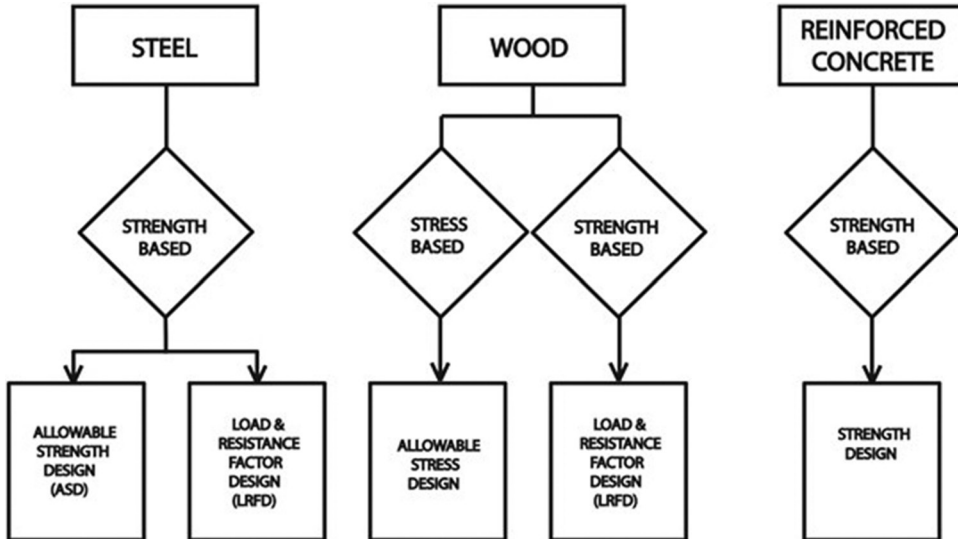 STEEL
WOOD
REINFORCED
CONCRETE
STRENGTH
BASED
STRESS
BASED
STRENGTH
BASED
STRENGTH
BASED
ALLOWABLE
STRENGTH
DESIGN
(ASD)
LOAD &
RESISTANCE
FACTOR
DESIGN
(LRFD)
ALLOWABLE
STRESS
DESIGN
LOAD &
RESISTANCE
FACTOR
DESIGN
(LRFD)
STRENGTH
DESIGN